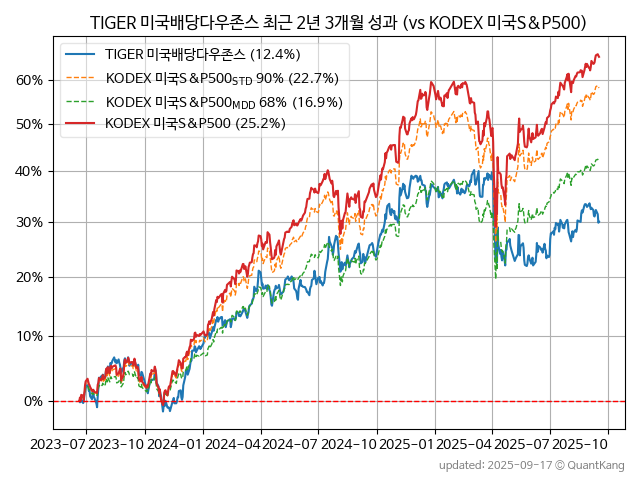 TIGER 미국배당다우존스 최근 2년 3개월 성과 (vs KODEX 미국S&P500)
TIGER 미국배당다우존스 (12.4%)
KODEX 미국S&P500STD 90% (22.7%)
KODEX 미국S&P500MDD 68% (16.9%)
KODEX 미국S&P500 (25.2%)
60%
50%
40%
30%
20%
10%
0%
2023-07 2023-10 2024-01 2024-04 2024-07 2024-10 2025-01 2025-04 2025-07 2025-10
updated: 2025-09-17 © QuantKang